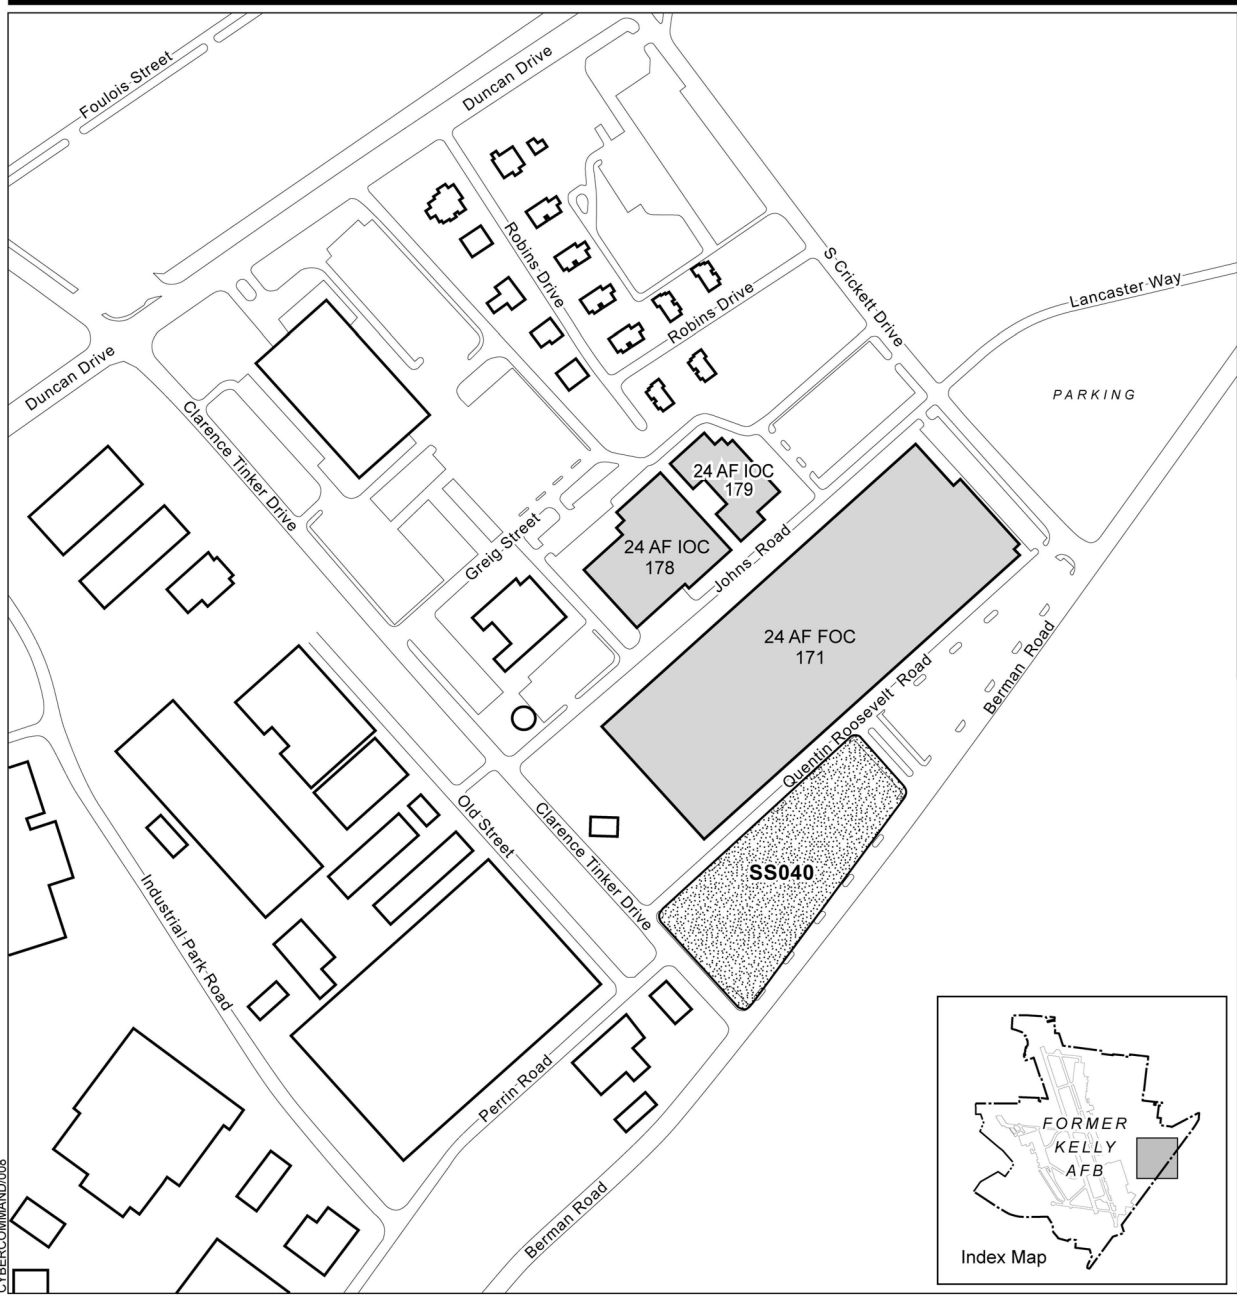 Foulois Street
Duncan Drive
Robins Drive
S Crickett Drive
Lancaster Way
Robins Drive
Duncan Drive
PARKING
Clarence Tinker Drive
24 AF IOC
179
Greig Street
24 AF IOC
178
Johns Road
24 AF FOC
171
Quentin Roosevelt Road
Berman Road
Old Street
Clarence Tinker Drive
SS040
Industrial Park Road
Perrin Road
Berman Road
FORMER
KELLY
AFB
Index Map
CYBERCOMMAND/008